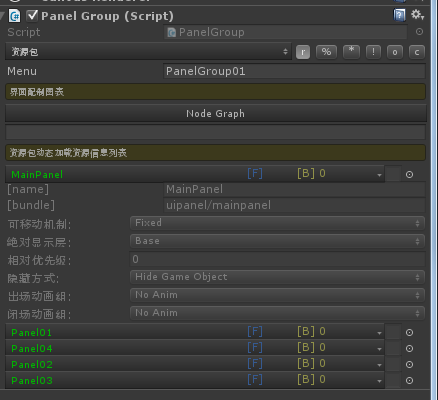 Panel Group (Script)
Script PanelGroup
资源包 r % * ! o c
Menu PanelGroup01
界面配制图表
Node Graph
资源包动态加载资源信息列表
MainPanel [F] [B] 0
[name] MainPanel
[bundle] uipanel/mainpanel
可移动机制: Fixed
绝对显示层: Base
相对优先级: 0
隐藏方式: Hide Game Object
出场动画组: No Anim
闭场动画组: No Anim
Panel01 [F] [B] 0
Panel04 [F] [B] 0
Panel02 [F] [B] 0
Panel03 [F] [B] 0